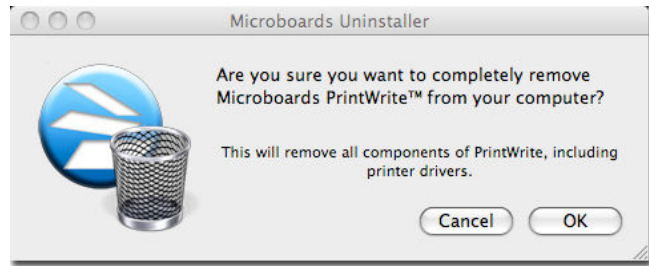 Microboards Uninstaller
Are you sure you want to completely remove
Microboards PrintWrite™ from your computer?
This will remove all components of PrintWrite, including
printer drivers.
Cancel OK